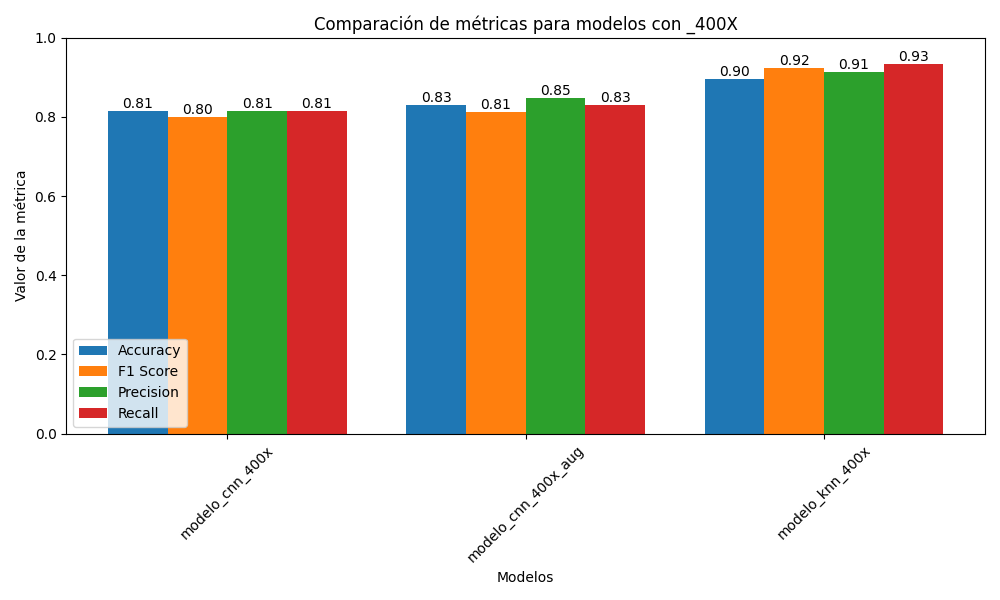 Comparación de métricas para modelos con _400X
Valor de la métrica
1.0
0.8
0.6
0.4
0.2
0.0
0.81 0.80 0.81 0.81
0.83 0.81 0.85 0.83
0.90 0.92 0.91 0.93
Accuracy
F1 Score
Precision
Recall
modelo_cnn_400x
modelo_cnn_400x_aug
modelo_knn_400x
Modelos